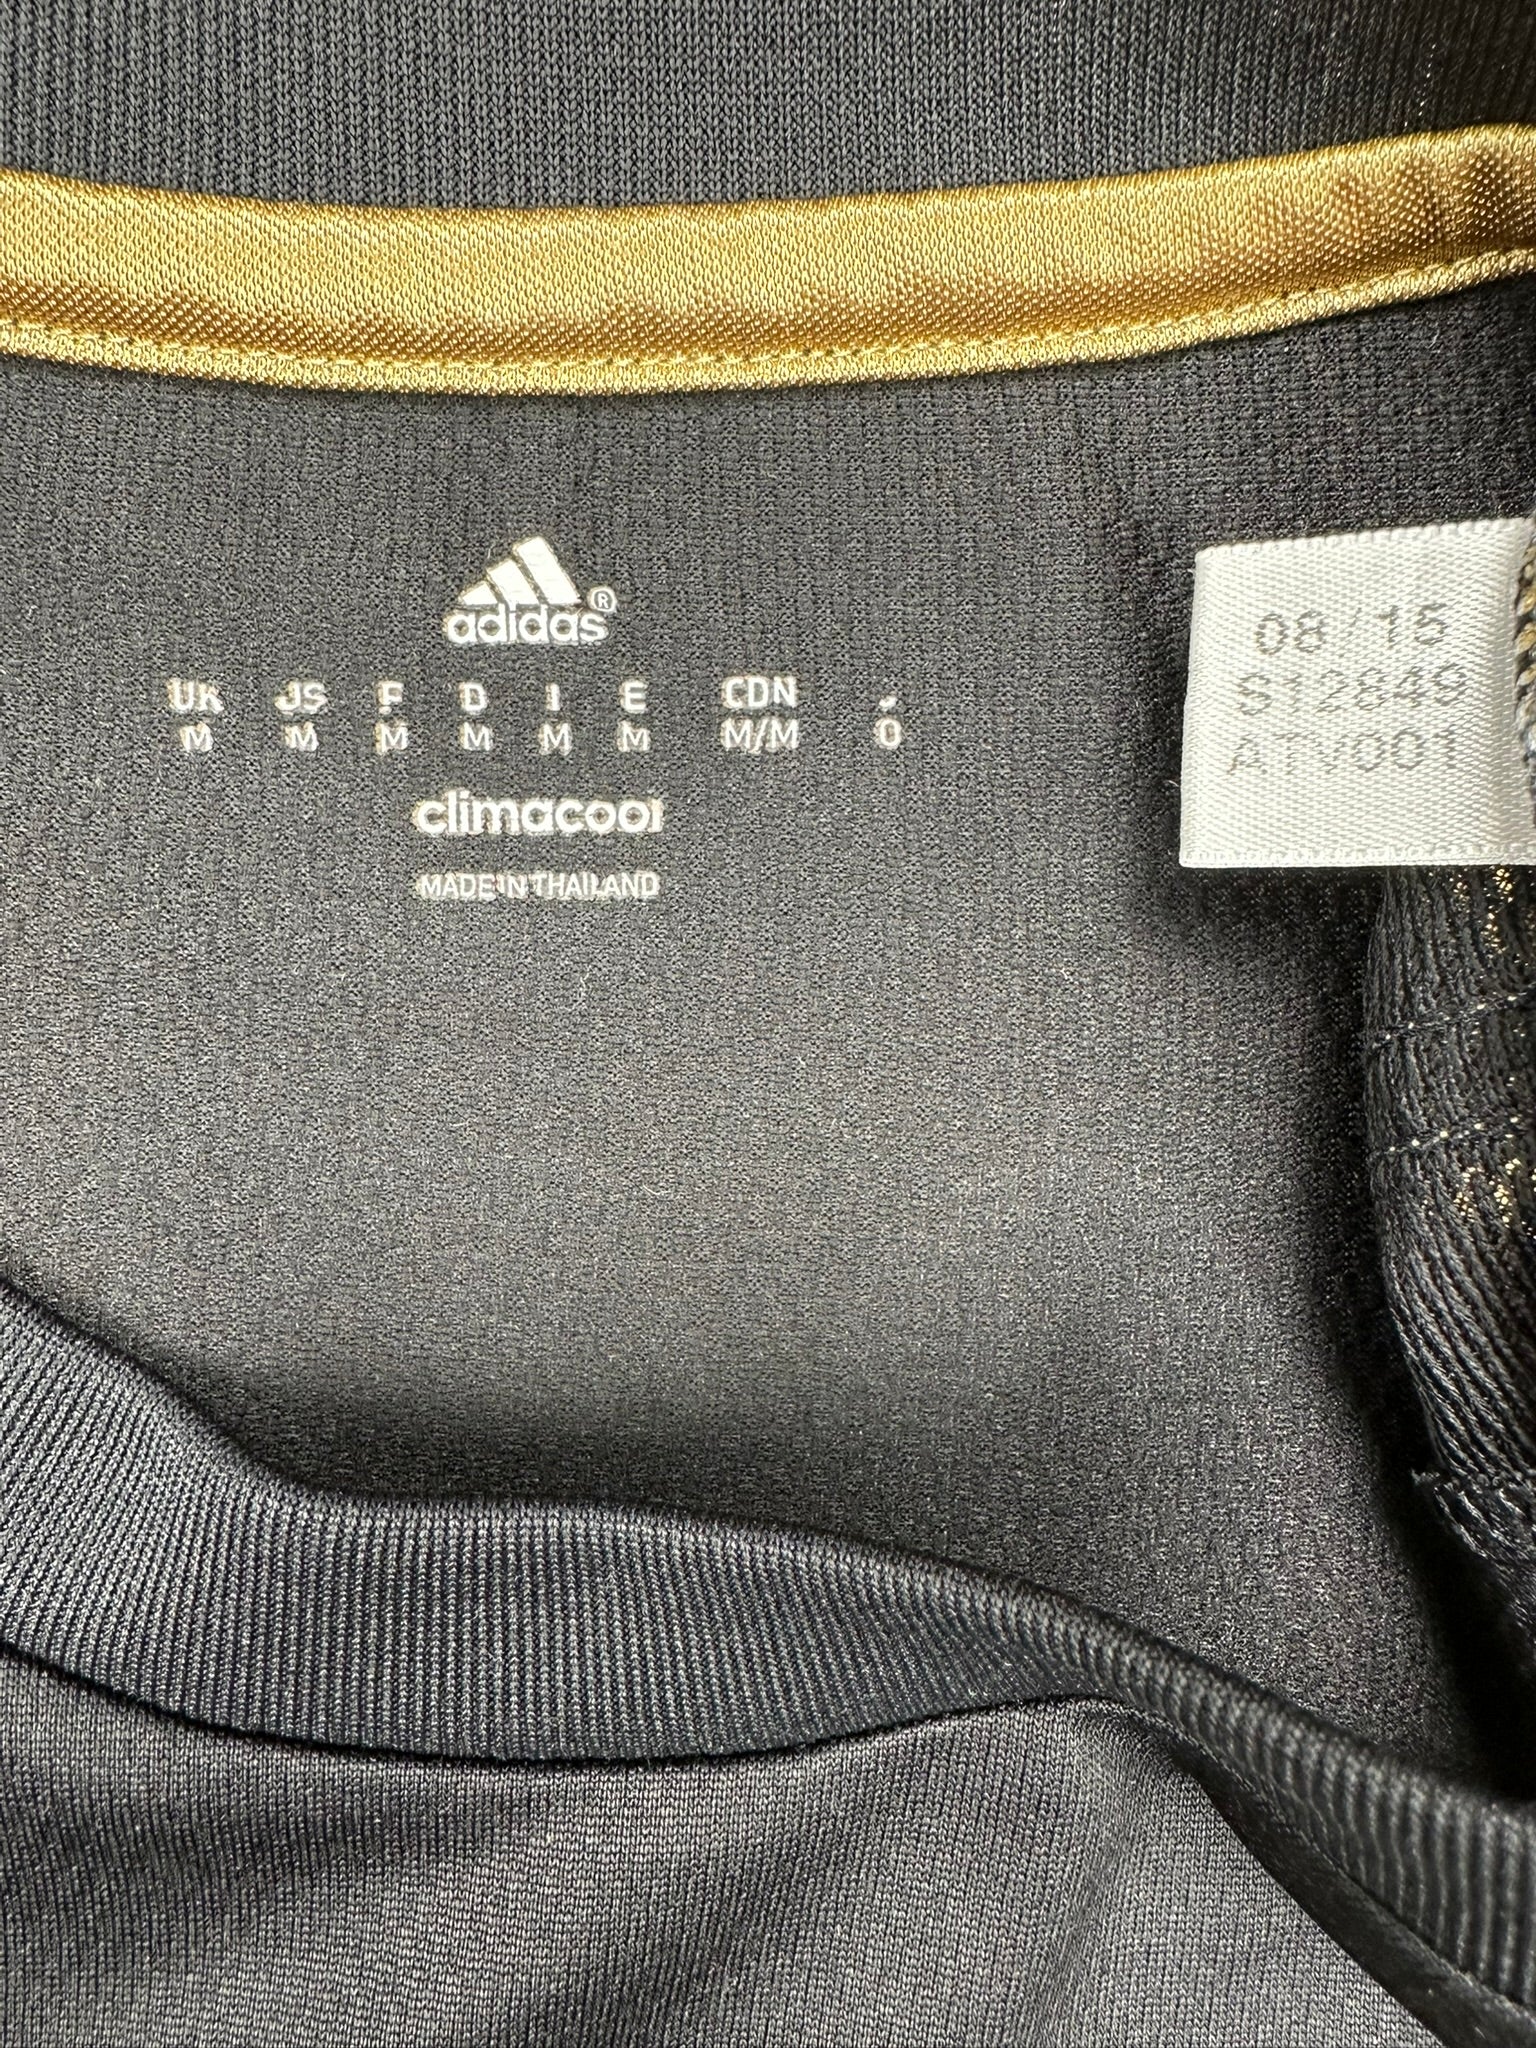 adidas®
UK JS F D I E CDN J
M M M M M M M/M O
climacool
MADE IN THAILAND
08/15
S12849
ATV001